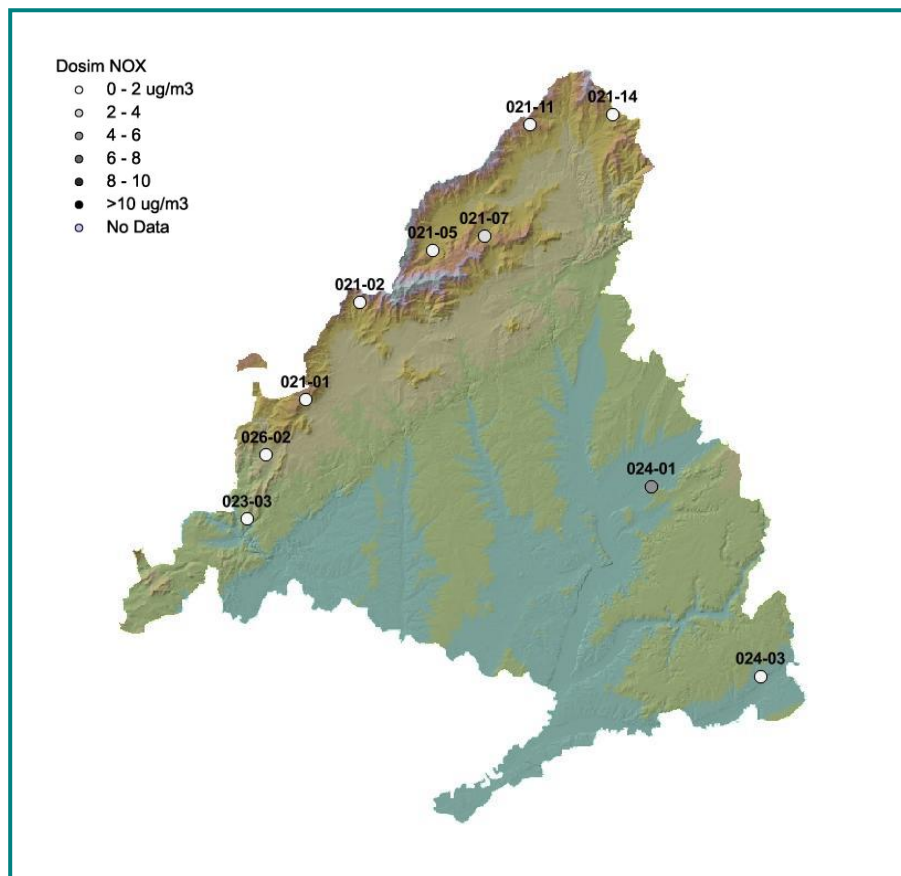 Dosim NOX
0 - 2 ug/m3
2 - 4
4 - 6
6 - 8
8 - 10
>10 ug/m3
No Data
021-14
021-11
021-07
021-05
021-02
021-01
026-02
024-01
023-03
024-03